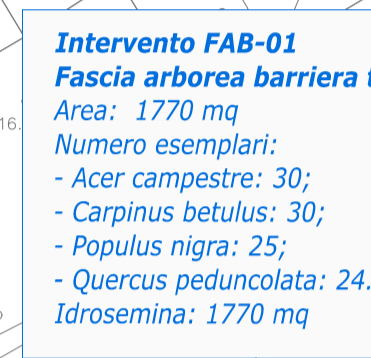 Intervento FAB-01
Fascia arborea barriera
Area: 1770 mq
16.
Numero esemplari:
- Acer campestre: 30;
- Carpinus betulus: 30;
- Populus nigra: 25;
- Quercus peduncolata: 24.
Idrosemina: 1770 mq